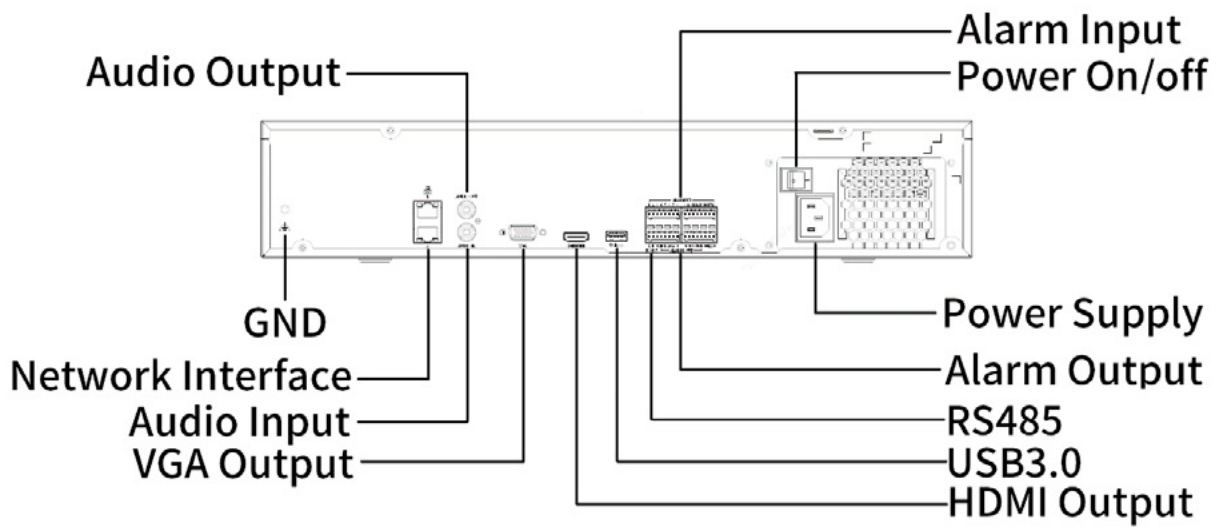 Alarm Input
Audio Output
Power On/off
GND
Power Supply
Network Interface
Alarm Output
Audio Input
RS485
VGA Output
USB3.0
HDMI Output